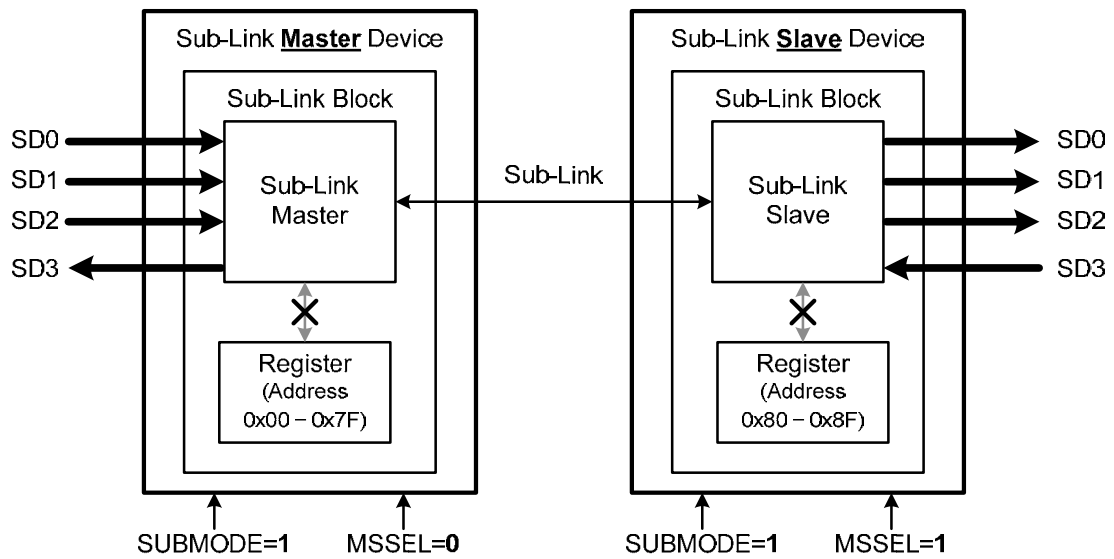 Sub-Link Master Device
Sub-Link Block
SD0
SD1
SD2
SD3
Sub-Link
Master
Register
(Address
0x00 – 0x7F)
SUBMODE=1
MSSEL=0
Sub-Link
Sub-Link Slave Device
Sub-Link Block
Sub-Link
Slave
SD0
SD1
SD2
SD3
Register
(Address
0x80 – 0x8F)
SUBMODE=1
MSSEL=1